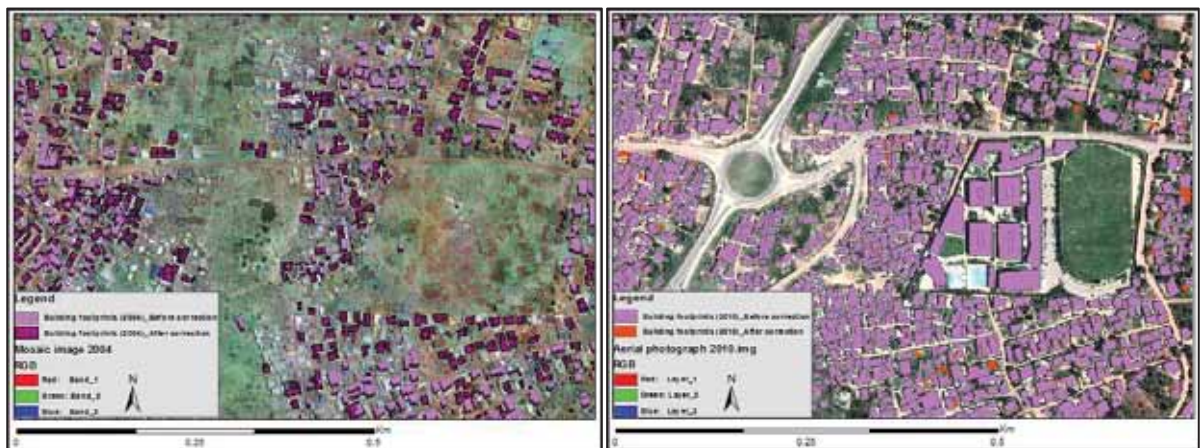 Legend
Building footprints (2004)_Before correction
Building footprints (2004)_After correction
Mosaic image 2004
RGB
Red: Band_1
Green: Band_2
Blue: Band_3
N
Km
0 0.25 0.5
Legend
Building footprints (2010)_Before correction
Building footprints (2010)_After correction
Aerial photograph 2010.img
RGB
Red: Layer_1
Green: Layer_2
Blue: Layer_3
N
Km
0 0.25 0.5